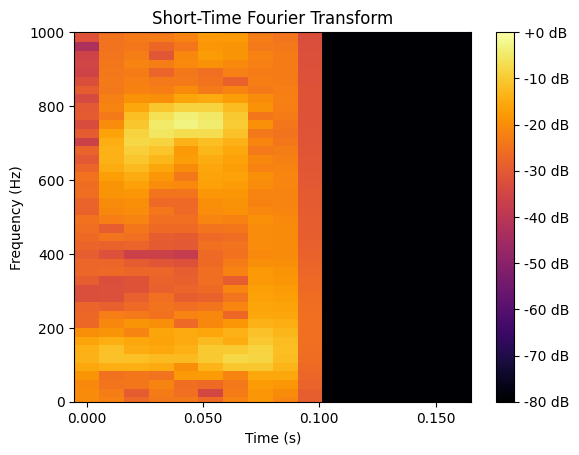 Short-Time Fourier Transform
1000
800
600
400
200
0
Frequency (Hz)
0.000
0.050
0.100
0.150
Time (s)
+0 dB
-10 dB
-20 dB
-30 dB
-40 dB
-50 dB
-60 dB
-70 dB
-80 dB